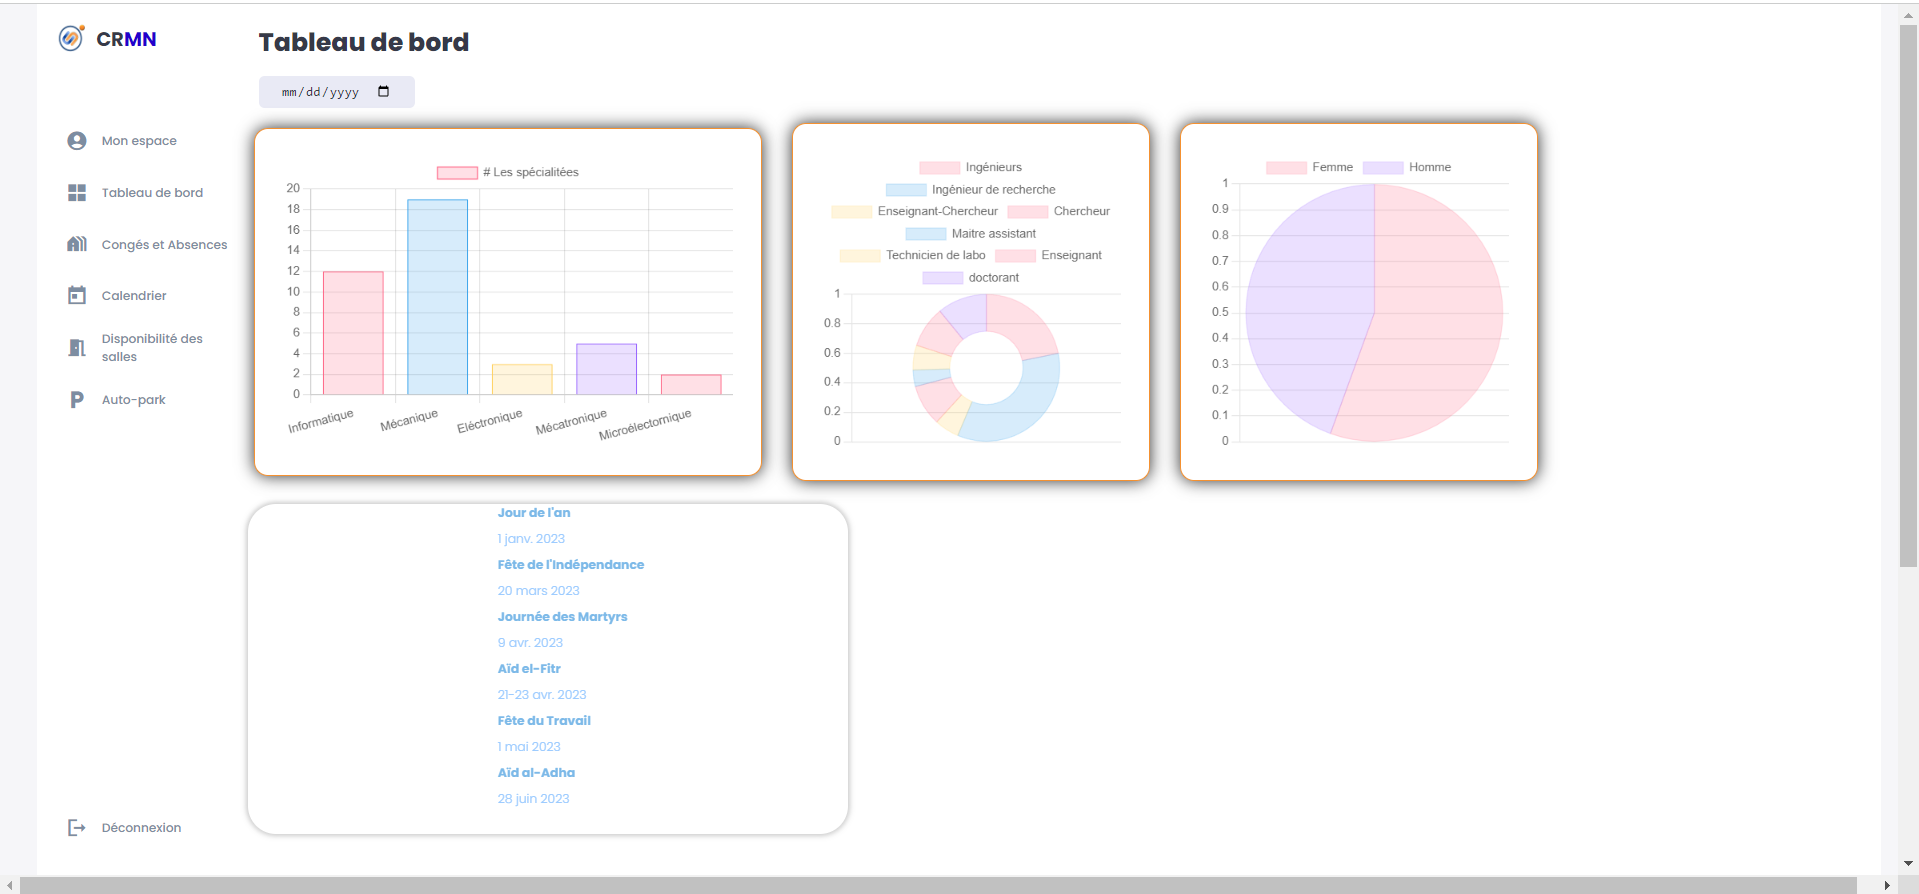 CRMN
Tableau de bord
mm/dd/yyyy
Mon espace
Tableau de bord
Congés et Absences
Calendrier
Disponibilité des
salles
Auto-park
Déconnexion
# Les spécialitées
20
18
16
14
12
10
8
6
4
2
0
Informatique
Mécanique
Eléctronique
Mécatronique
Microélectornique
Ingénieurs
Ingénieur de recherche
Enseignant-Chercheur Chercheur
Maitre assistant
Technicien de labo Enseignant
doctorant
1
0.8
0.6
0.4
0.2
0
Femme Homme
1
0.9
0.8
0.7
0.6
0.5
0.4
0.3
0.2
0.1
0
Jour de l'an
1 janv. 2023
Fête de l'Indépendance
20 mars 2023
Journée des Martyrs
9 avr. 2023
Aïd el-Fitr
21-23 avr. 2023
Fête du Travail
1 mai 2023
Aïd al-Adha
28 juin 2023